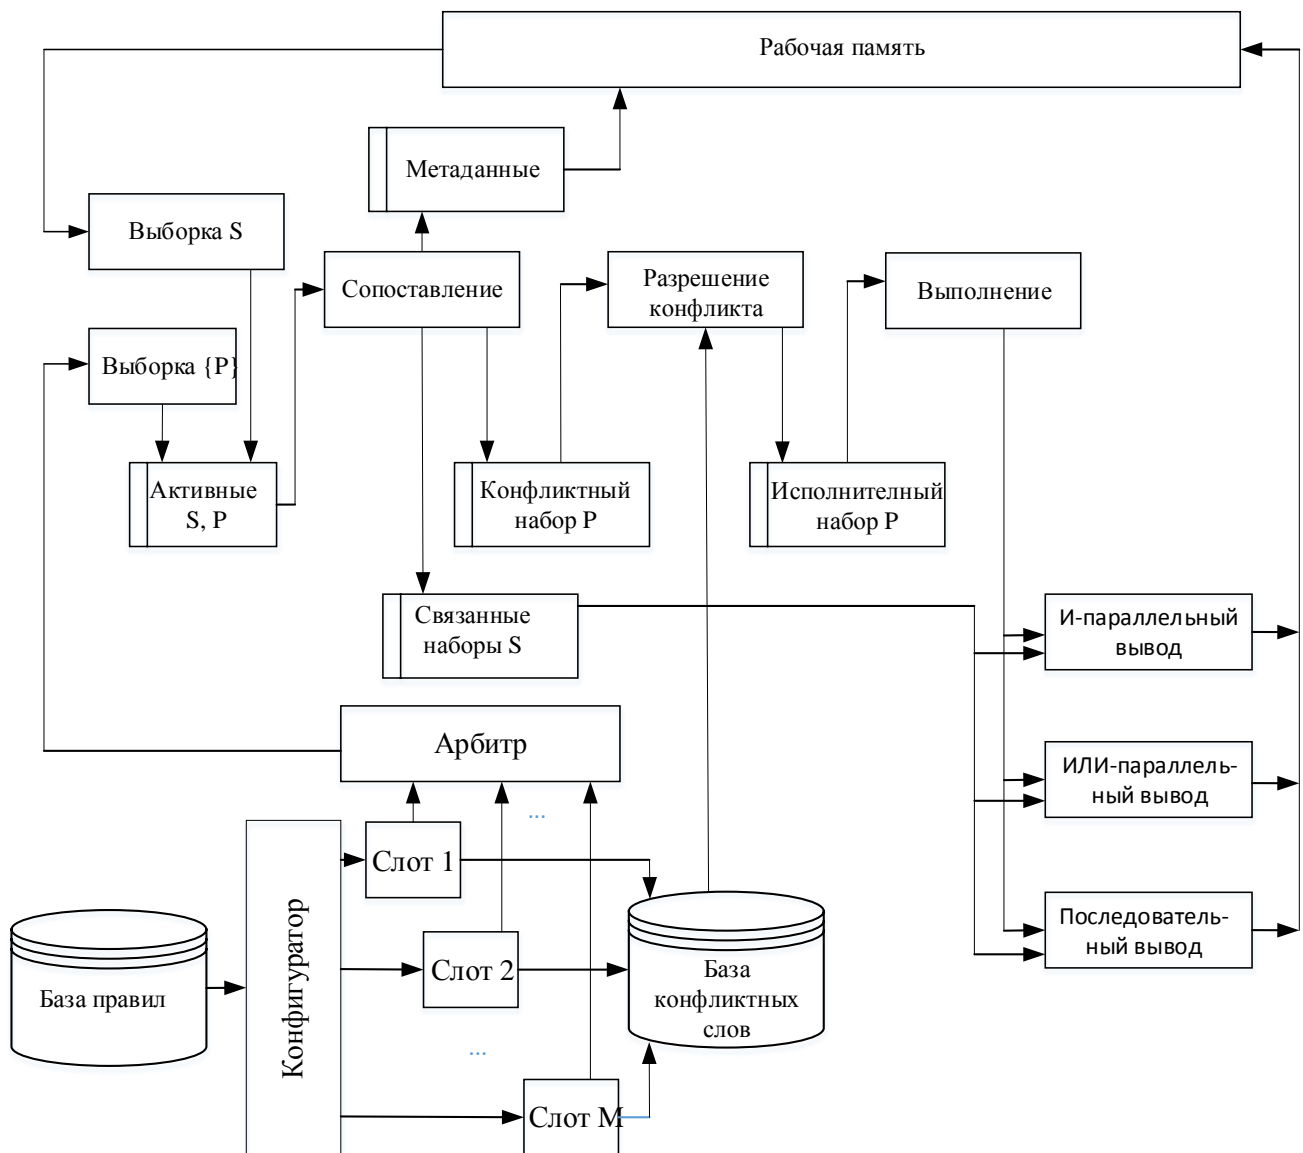 Рабочая память
Метаданные
Выборка S
Сопоставление
Разрешение
конфликта
Выполнение
Выборка {P}
Активные
S, P
Конфликтный
набор P
Исполнителный
набор P
Связанные
наборы S
И-параллельный
вывод
Арбитр
ИЛИ-параллель-
ный вывод
...
Слот 1
Последователь-
ный вывод
База правил
Конфигуратор
Слот 2
База
конфликтных
слов
...
Слот M